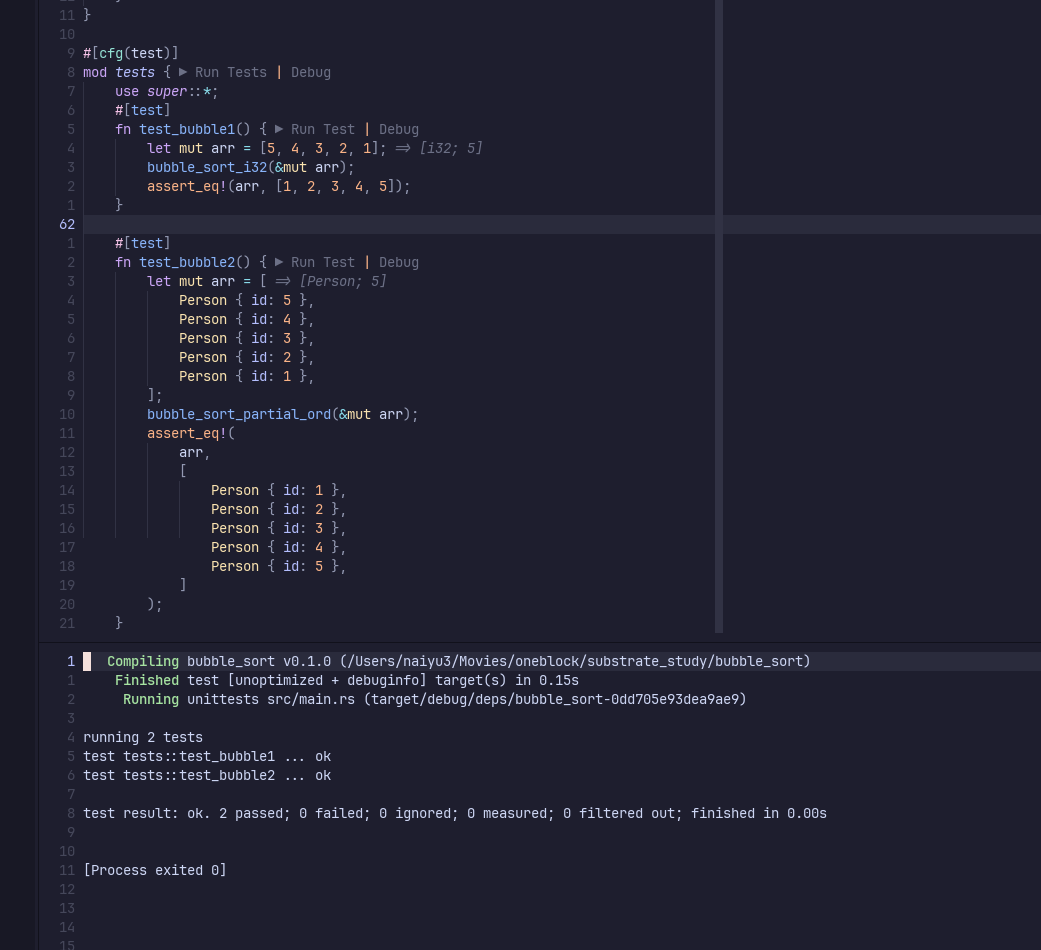 11 }
10
9 #[cfg(test)]
8 mod tests { ▶ Run Tests | Debug
7     use super::*;
6     #[test]
5     fn test_bubble1() { ▶ Run Test | Debug
4         let mut arr = [5, 4, 3, 2, 1]; => [i32; 5]
3         bubble_sort_i32(&mut arr);
2         assert_eq!(arr, [1, 2, 3, 4, 5]);
1     }
62
1     #[test]
2     fn test_bubble2() { ▶ Run Test | Debug
3         let mut arr = [ => [Person; 5]
4             Person { id: 5 },
5             Person { id: 4 },
6             Person { id: 3 },
7             Person { id: 2 },
8             Person { id: 1 },
9         ];
10         bubble_sort_partial_ord(&mut arr);
11         assert_eq!(
12             arr,
13             [
14                 Person { id: 1 },
15                 Person { id: 2 },
16                 Person { id: 3 },
17                 Person { id: 4 },
18                 Person { id: 5 },
19             ]
20         );
21     }
1    Compiling bubble_sort v0.1.0 (/Users/naiyu3/Movies/oneblock/substrate_study/bubble_sort)
1     Finished test [unoptimized + debuginfo] target(s) in 0.15s
2      Running unittests src/main.rs (target/debug/deps/bubble_sort-0dd705e93dea9ae9)
3
4 running 2 tests
5 test tests::test_bubble1 ... ok
6 test tests::test_bubble2 ... ok
7
8 test result: ok. 2 passed; 0 failed; 0 ignored; 0 measured; 0 filtered out; finished in 0.00s
9
10
11 [Process exited 0]
12
13
14
15